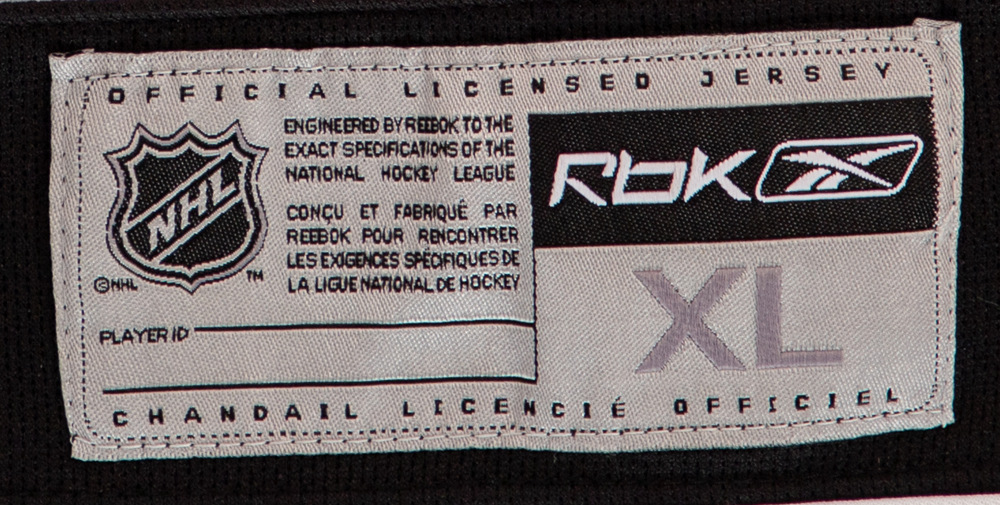 OFFICIAL LICENSED JERSEY
NHL
©NHL
TM
ENGINEERED BY REEBOK TO THE
EXACT SPECIFICATIONS OF THE
NATIONAL HOCKEY LEAGUE
CONÇU ET FABRIQUÉ PAR
REEBOK POUR RENCONTRER
LES EXIGENCES SPÉCIFIQUES DE
LA LIGUE NATIONAL DE HOCKEY
RbK
XL
PLAYER ID
CHANDAIL LICENCIÉ OFFICIEL